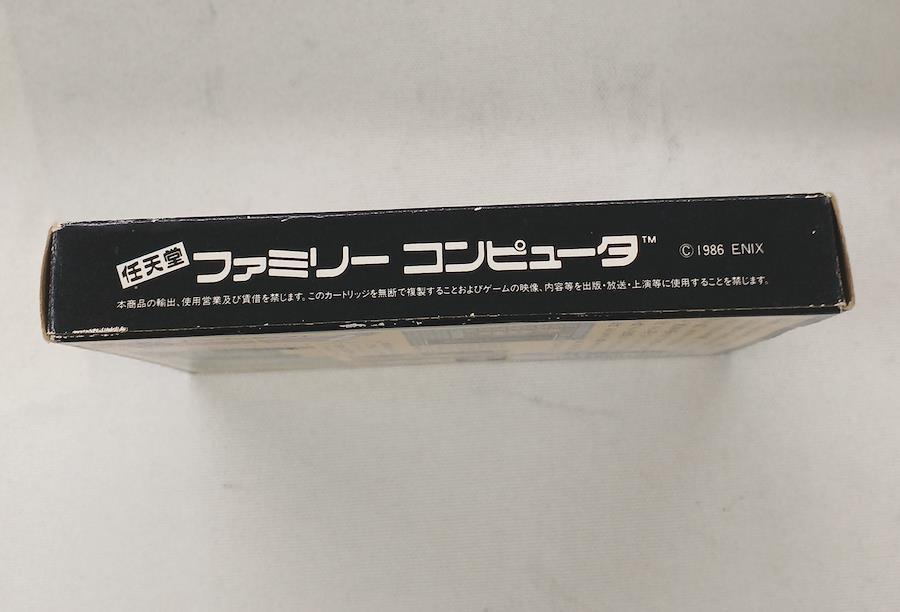 任天堂 ファミリー コンピュータ™ ©1986 ENIX
本商品の輸出、使用営業及び賃借を禁じます。このカートリッジを無断で複製することおよびゲームの映像、内容等を出版・放送・上演等に使用することを禁じます。